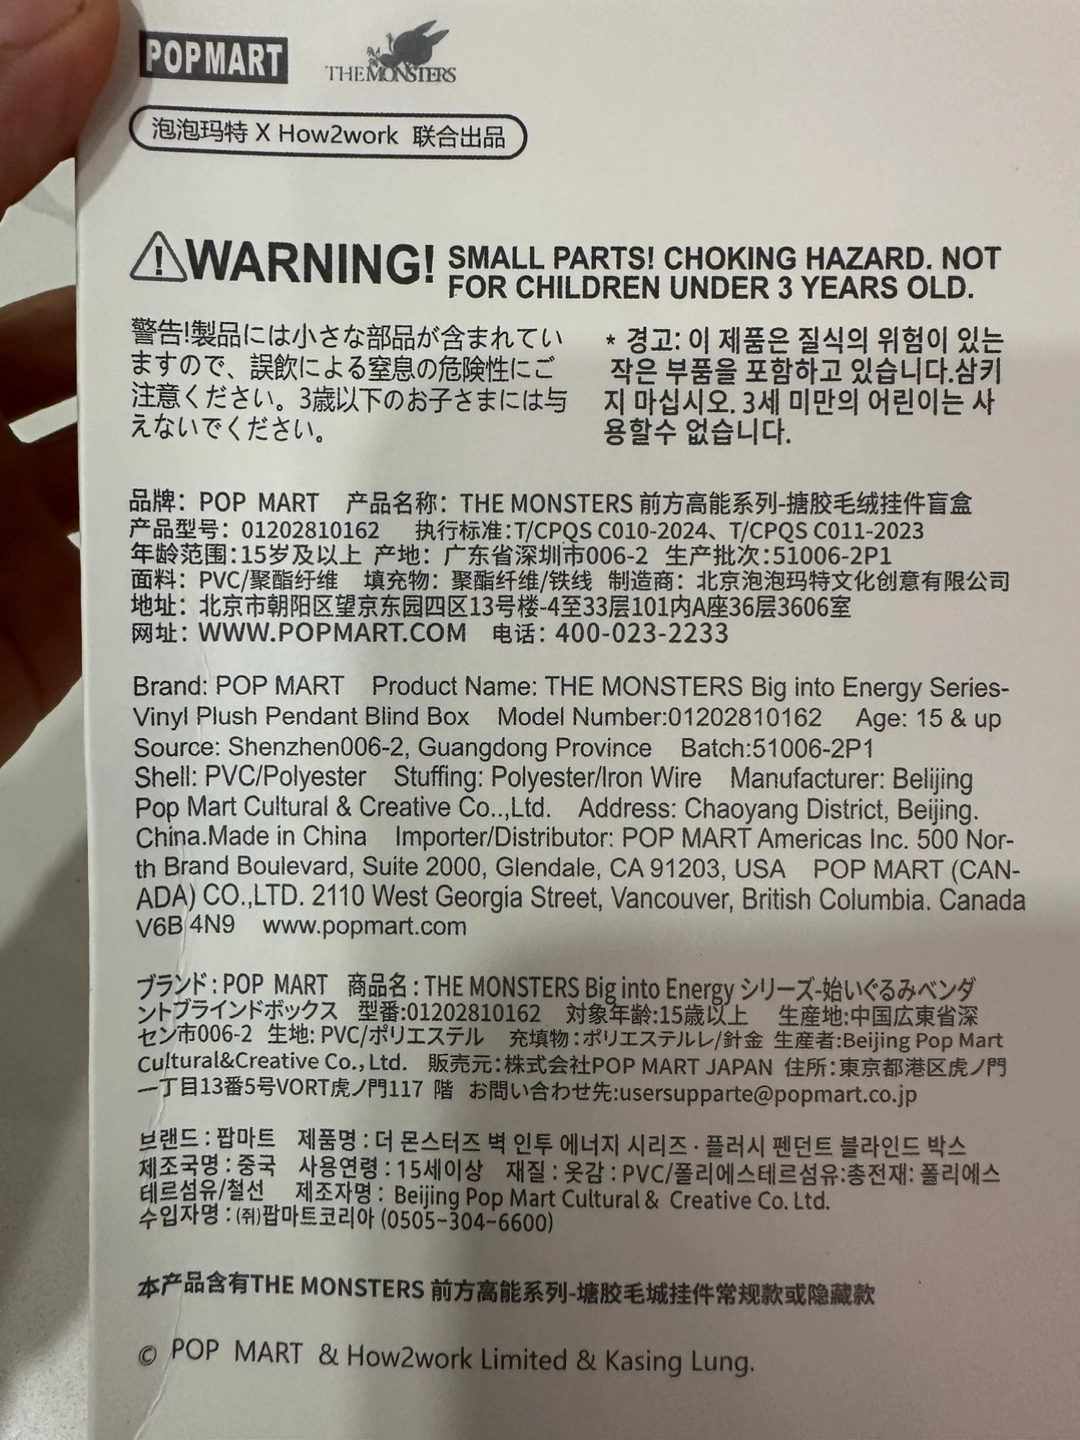 POP MART
THE MONSTERS
泡泡玛特 X How2work 联合出品
WARNING! SMALL PARTS! CHOKING HAZARD. NOT
FOR CHILDREN UNDER 3 YEARS OLD.
警告!製品には小さな部品が含まれてい
ますので、誤飲による窒息の危険性にご
注意ください。3歳以下のお子さまには与
えないでください。
* 경고: 이 제품은 질식의 위험이 있는
작은 부품을 포함하고 있습니다.삼키
지 마십시오. 3세 미만의 어린이는 사
용할수 없습니다.
品牌：POP MART 产品名称：THE MONSTERS 前方高能系列-搪胶毛绒挂件盲盒
产品型号：01202810162 执行标准:T/CPQS C010-2024、T/CPQS C011-2023
年龄范围:15岁及以上 产地：广东省深圳市006-2 生产批次:51006-2P1
面料：PVC/聚酯纤维 填充物：聚酯纤维/铁线 制造商：北京泡泡玛特文化创意有限公司
地址：北京市朝阳区望京东园四区13号楼-4至33层101内A座36层3606室
网址：WWW.POPMART.COM 电话：400-023-2233
Brand: POP MART Product Name: THE MONSTERS Big into Energy Series-
Vinyl Plush Pendant Blind Box Model Number:01202810162 Age: 15 & up
Source: Shenzhen006-2, Guangdong Province Batch:51006-2P1
Shell: PVC/Polyester Stuffing: Polyester/Iron Wire Manufacturer: Belijing
Pop Mart Cultural & Creative Co..,Ltd. Address: Chaoyang District, Beijing.
China.Made in China Importer/Distributor: POP MART Americas Inc. 500 Nor-
th Brand Boulevard, Suite 2000, Glendale, CA 91203, USA POP MART (CAN-
ADA) CO.,LTD. 2110 West Georgia Street, Vancouver, British Columbia. Canada
V6B 4N9 www.popmart.com
ブランド:POP MART 商品名:THE MONSTERS Big into Energy シリーズ-始いぐるみベンダ
ントブラインドボックス 型番:01202810162 対象年齢:15歳以上 生産地:中国広東省深
セン市006-2 生地: PVC/ポリエステル 充填物:ポリエステルレ/針金 生産者:Beijing Pop Mart
Cultural&Creative Co., Ltd. 販売元:株式会社POP MART JAPAN 住所:東京都港区虎ノ門
一丁目13番5号VORT虎ノ門117 階 お問い合わせ先:usersupparte@popmart.co.jp
브랜드:팝마트 제품명:더 몬스터즈 벽 인투 에너지 시리즈·플러시 펜던트 블라인드 박스
제조국명:중국 사용연령:15세이상 재질:옷감:PVC/폴리에스테르섬유:총전재: 폴리에스
테르섬유/철선 제조자명: Beijing Pop Mart Cultural & Creative Co. Ltd.
수입자명:(쥐)팝마트코리아 (0505-304-6600)
本产品含有THE MONSTERS 前方高能系列-搪胶毛城挂件常规款或隐藏款
© POP MART & How2work Limited & Kasing Lung.